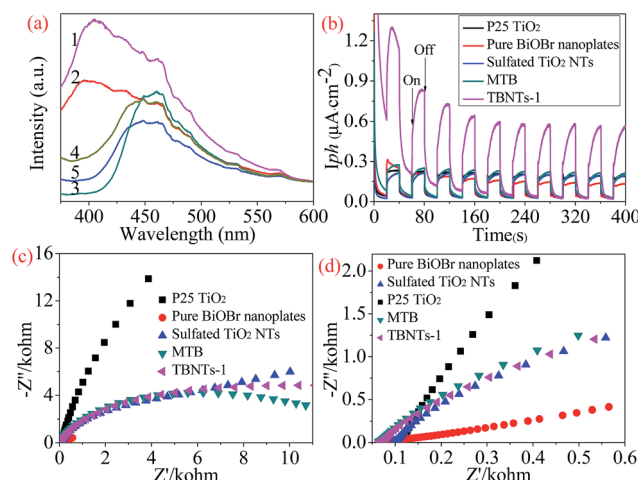 (a)
1
2
4
5
3
Intensity (a.u.)
400 450 500 550 600
Wavelength (nm)
(b)
P25 TiO₂
Pure BiOBr nanoplates
Sulfated TiO₂ NTs
MTB
TBNTs-1
On
Off
1.2
0.9
0.6
0.3
0.0
Iph (μA.cm-2)
0 40 80 120 160 200 240 280 320 360 400
Time(s)
(c)
16
12
8
4
0
-Z''/kohm
P25 TiO₂
Pure BiOBr nanoplates
Sulfated TiO₂ NTs
MTB
TBNTs-1
0 2 4 6 8 10
Z'/kohm
(d)
2.0
1.5
1.0
0.5
0.0
-Z''/kohm
Pure BiOBr nanoplates
Sulfated TiO₂ NTs
P25 TiO₂
MTB
TBNTs-1
0.0 0.1 0.2 0.3 0.4 0.5 0.6
Z'/kohm